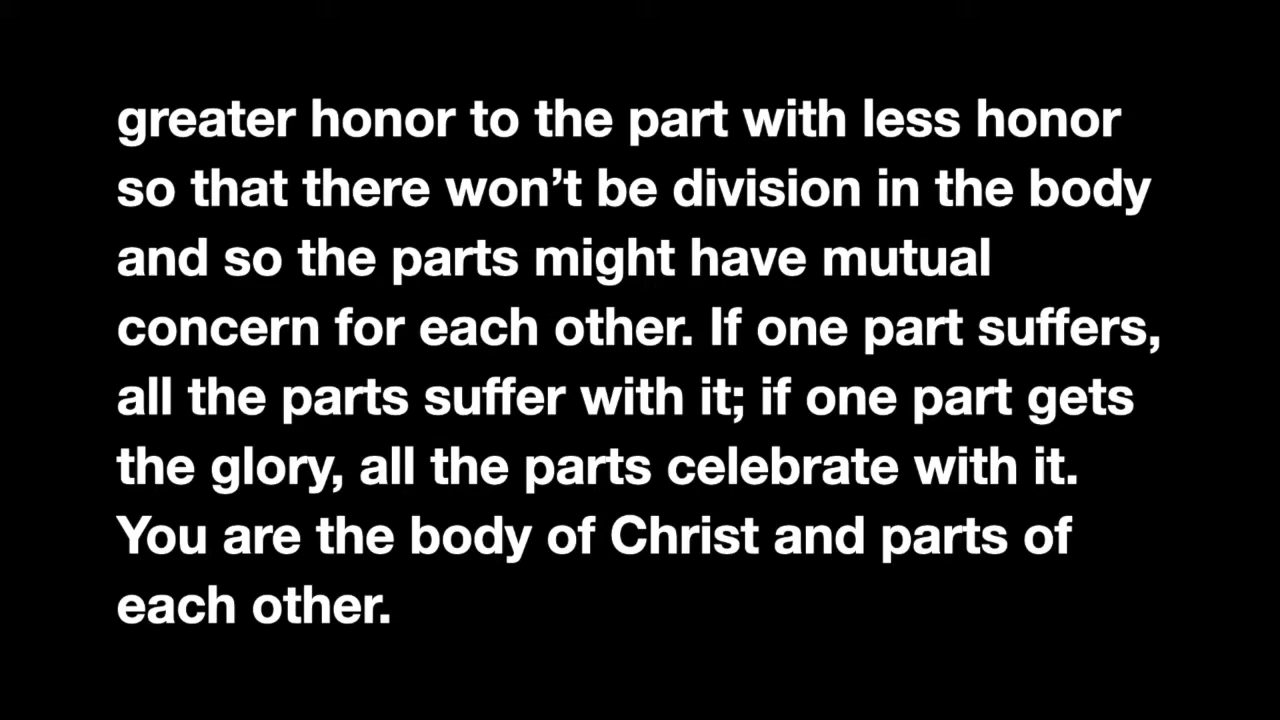 greater honor to the part with less honor
so that there won’t be division in the body
and so the parts might have mutual
concern for each other. If one part suffers,
all the parts suffer with it; if one part gets
the glory, all the parts celebrate with it.
You are the body of Christ and parts of
each other.